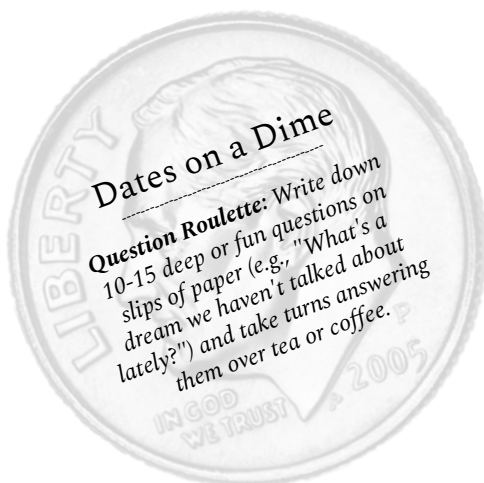 LIBERTY
Dates on a Dime
Question Roulette: Write down
10-15 deep or fun questions on
slips of paper (e.g., "What's a
dream we haven't talked about
lately?") and take turns answering
them over tea or coffee.
IN GOD
WE TRUST
P
2005